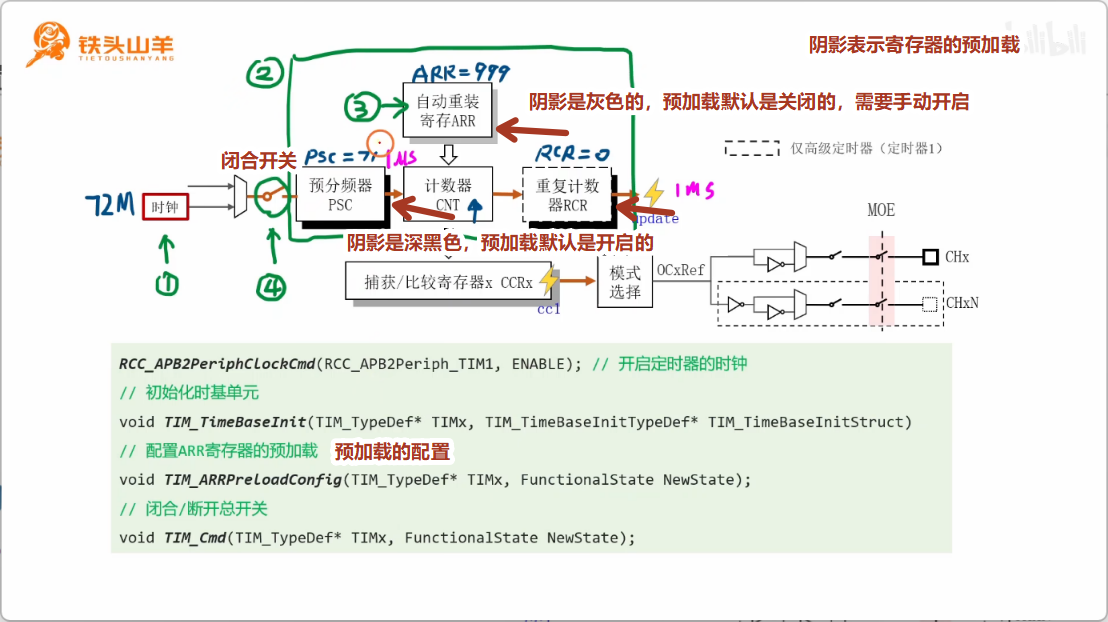 铁头山羊
TIETOUSHANYANG
bilibili
阴影表示寄存器的预加载
②
ARR=999
③
自动重装
寄存ARR
阴影是灰色的，预加载默认是关闭的，需要手动开启
仅高级定时器（定时器1）
闭合开关
PSC=71
1μs
RCR=0
72M
时钟
预分频器
PSC
计数器
CNT
重复计数
器RCR
1ms
update
MOE
阴影是深黑色，预加载默认是开启的
①
④
捕获/比较寄存器x CCRx
cc1
模式
选择
OCxRef
CHx
CHxN
RCC_APB2PeriphClockCmd(RCC_APB2Periph_TIM1, ENABLE); // 开启定时器的时钟
// 初始化时基单元
void TIM_TimeBaseInit(TIM_TypeDef* TIMx, TIM_TimeBaseInitTypeDef* TIM_TimeBaseInitStruct)
// 配置ARR寄存器的预加载 预加载的配置
void TIM_ARRPreloadConfig(TIM_TypeDef* TIMx, FunctionalState NewState);
// 闭合/断开总开关
void TIM_Cmd(TIM_TypeDef* TIMx, FunctionalState NewState);